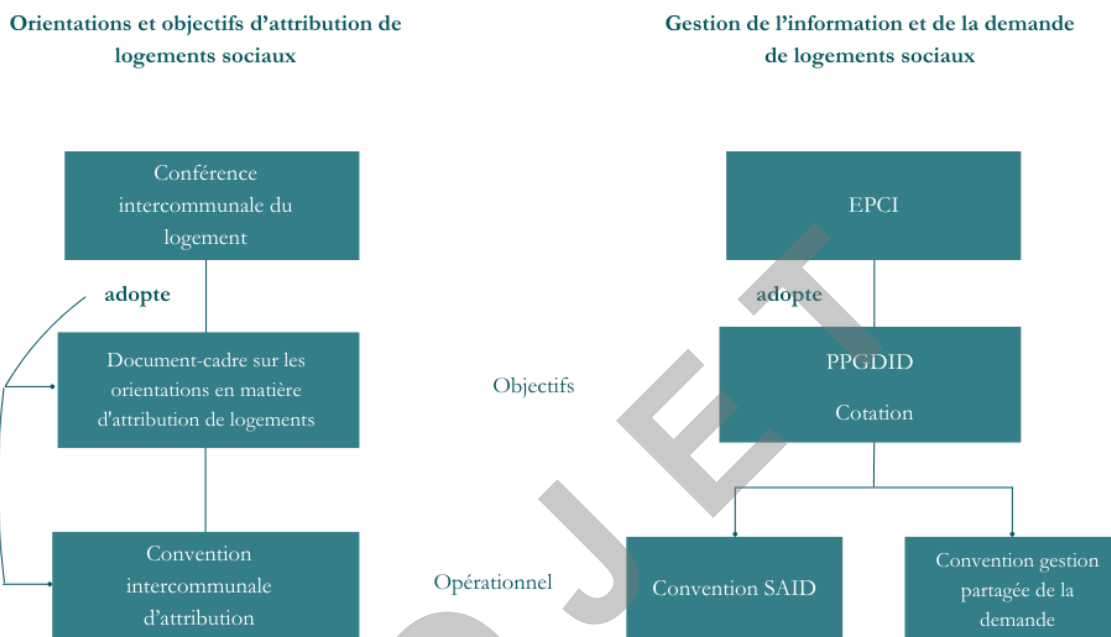 Orientations et objectifs d'attribution de
logements sociaux
Gestion de l'information et de la demande
de logements sociaux
Conférence
intercommunale du
logement
EPCI
adopte
adopte
Document-cadre sur les
orientations en matière
d'attribution de logements
Objectifs
PPGDID
Cotation
Convention
intercommunale
d'attribution
Opérationnel
Convention SAID
Convention gestion
partagée de la
demande
OJET